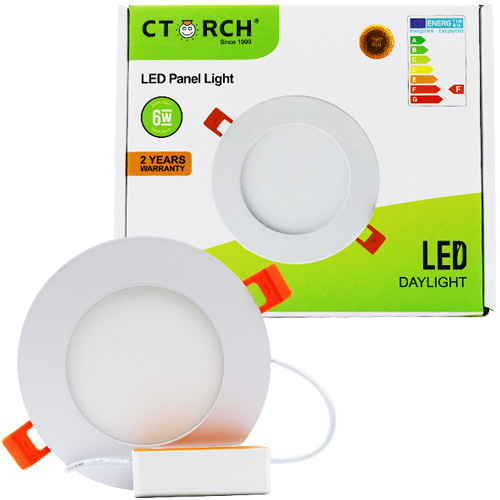 CTORCH®
Since 1999
LED Panel Light
6W
2 YEARS
WARRANTY
ENERG
A
B
C
D
E
F
G
F
LED
DAYLIGHT